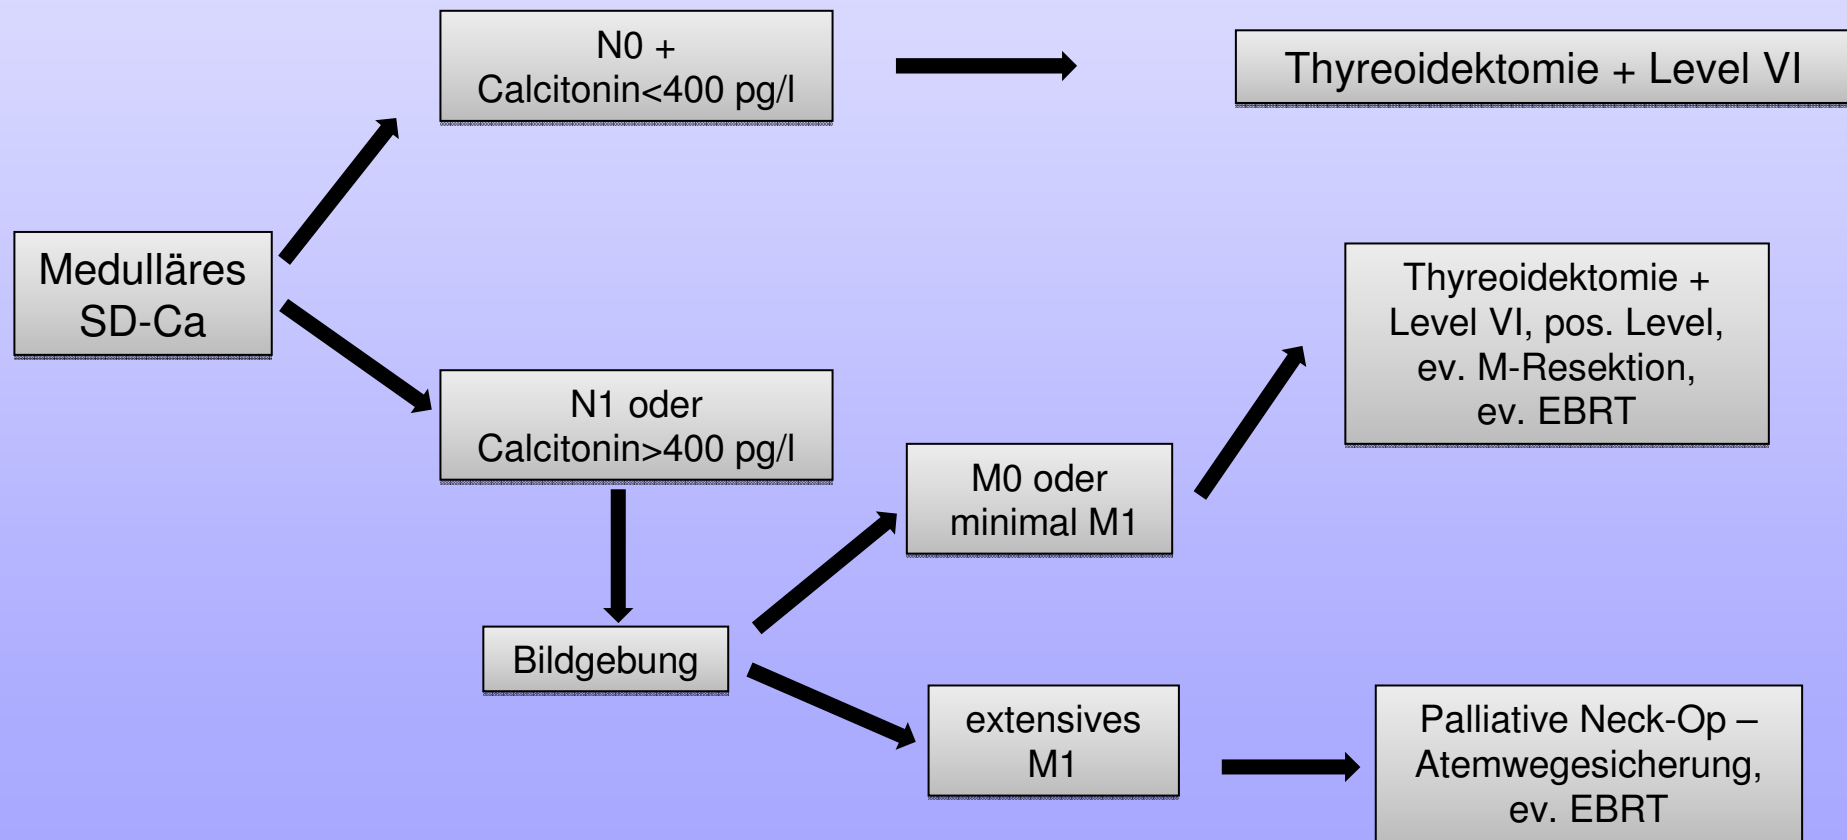 N0 +
Calcitonin<400 pg/l
Thyreoidektomie + Level VI
Medulläres
SD-Ca
N1 oder
Calcitonin>400 pg/l
Thyreoidektomie +
Level VI, pos. Level,
ev. M-Resektion,
ev. EBRT
M0 oder
minimal M1
Bildgebung
extensives
M1
Palliative Neck-Op –
Atemwegesicherung,
ev. EBRT